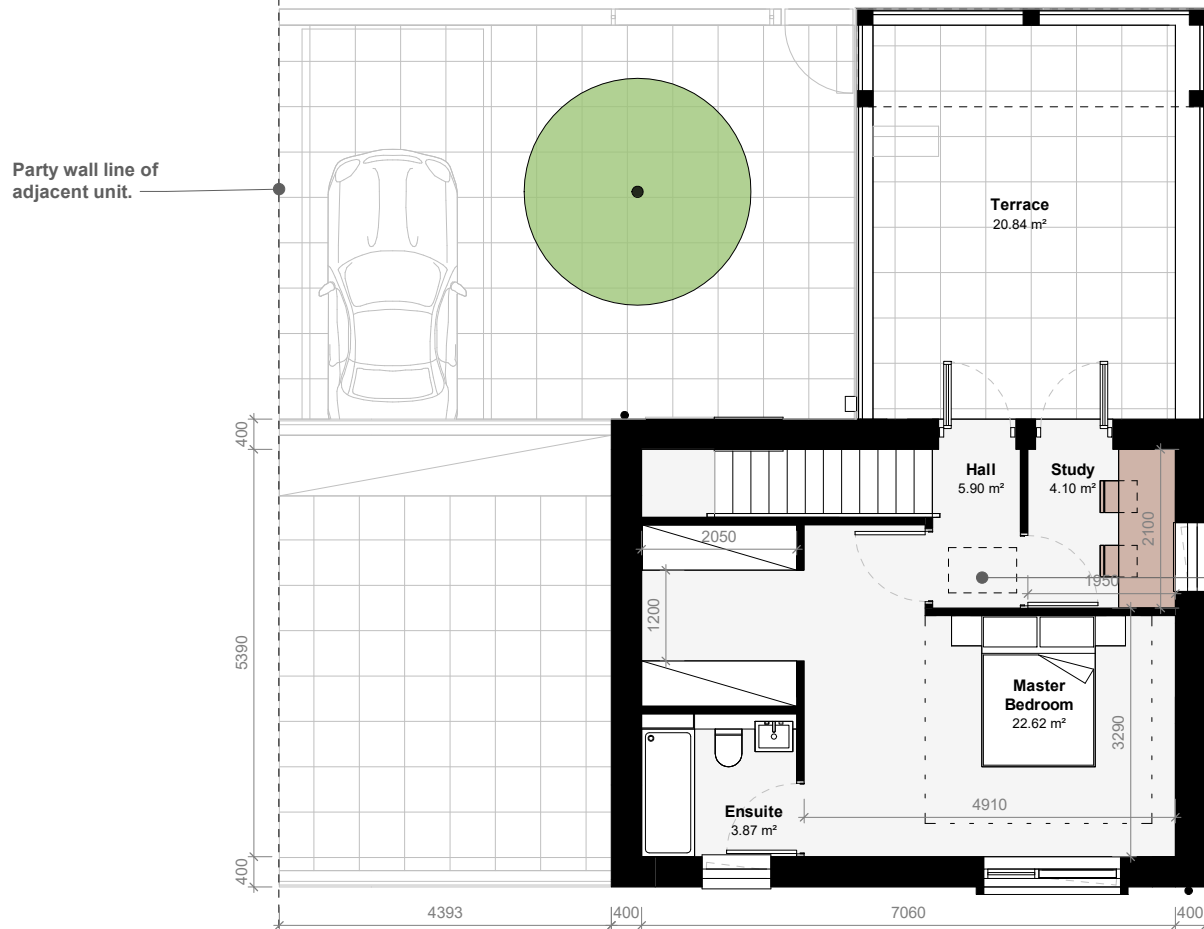 Party wall line of
adjacent unit.
Terrace
20.84 m²
400
Hall
5.90 m²
Study
4.10 m²
2100
2050
1950
1200
5390
Master
Bedroom
22.62 m²
3290
4910
Ensuite
3.87 m²
400
4393
400
7060
400